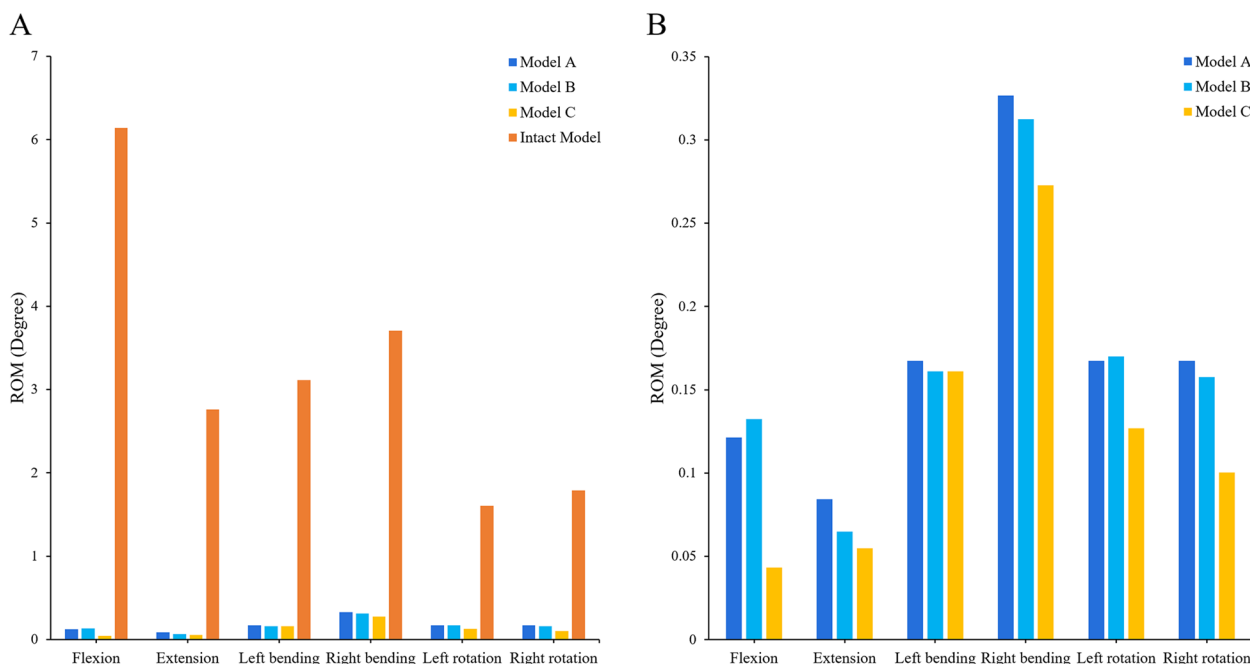 A
7
6
5
4
3
2
1
0
ROM (Degree)
Model A
Model B
Model C
Intact Model
Flexion Extension Left bending Right bending Left rotation Right rotation
B
0.35
0.3
0.25
0.2
0.15
0.1
0.05
0
ROM (Degree)
Model A
Model B
Model C
Flexion Extension Left bending Right bending Left rotation Right rotation